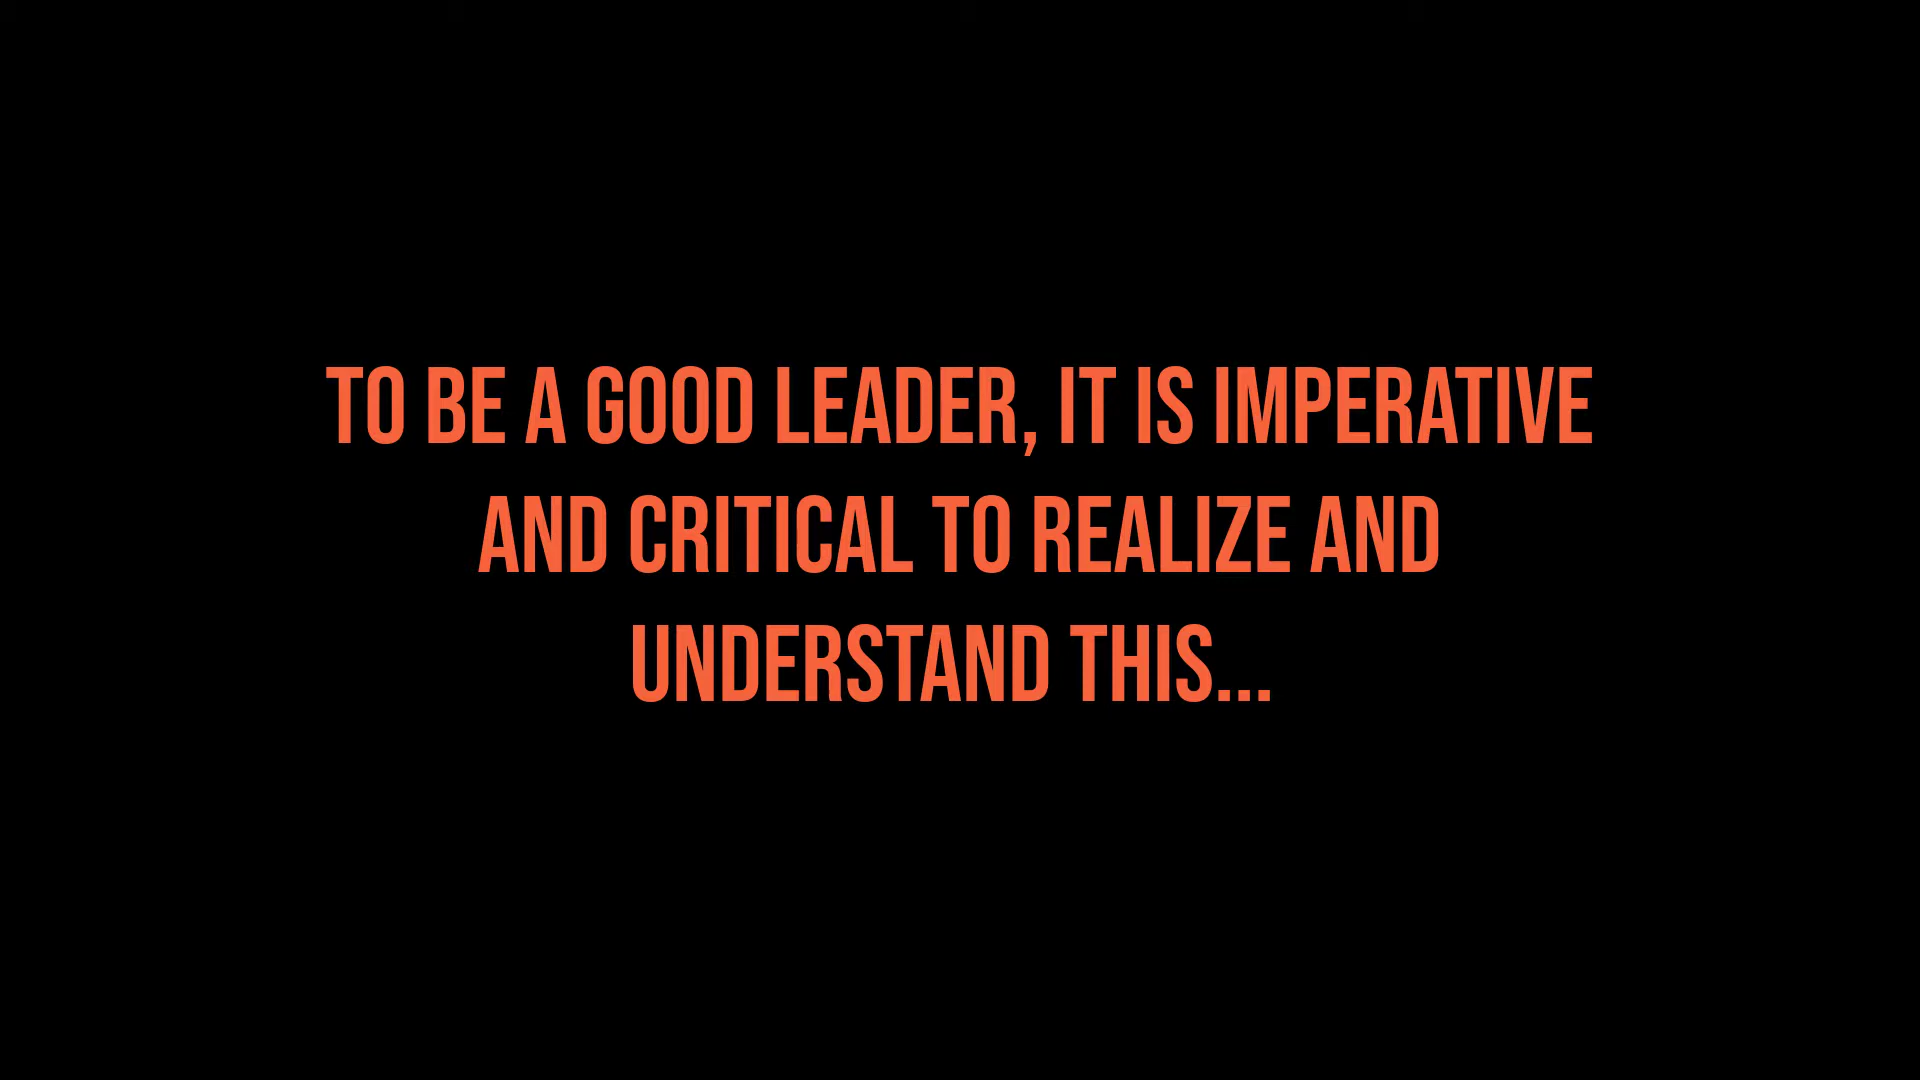 TO BE A GOOD LEADER, IT IS IMPERATIVE
AND CRITICAL TO REALIZE AND
UNDERSTAND THIS...